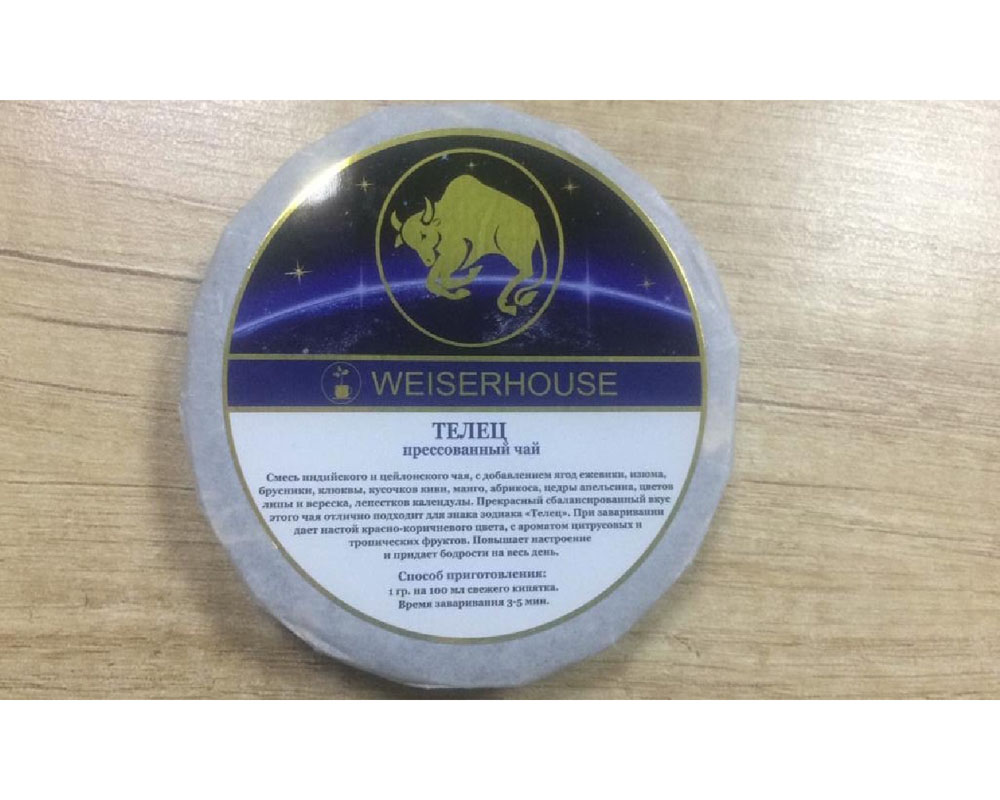 WEISERHOUSE
ТЕЛЕЦ
прессованный чай
Смесь индийского и цейлонского чая, с добавлением ягод ежевики, изюма,
брусники, клюквы, кусочков киви, манго, абрикоса, цедры апельсина, цветов
липы и вереска, лепестков календулы. Прекрасный сбалансированный вкус
этого чая отлично подходит для знака зодиака «Телец». При заваривании
дает настой красно-коричневого цвета, с ароматом цитрусовых и
тропических фруктов. Повышает настроение
и придает бодрости на весь день.
Способ приготовления:
1 гр. на 100 мл свежего кипятка.
Время заваривания 3-5 мин.